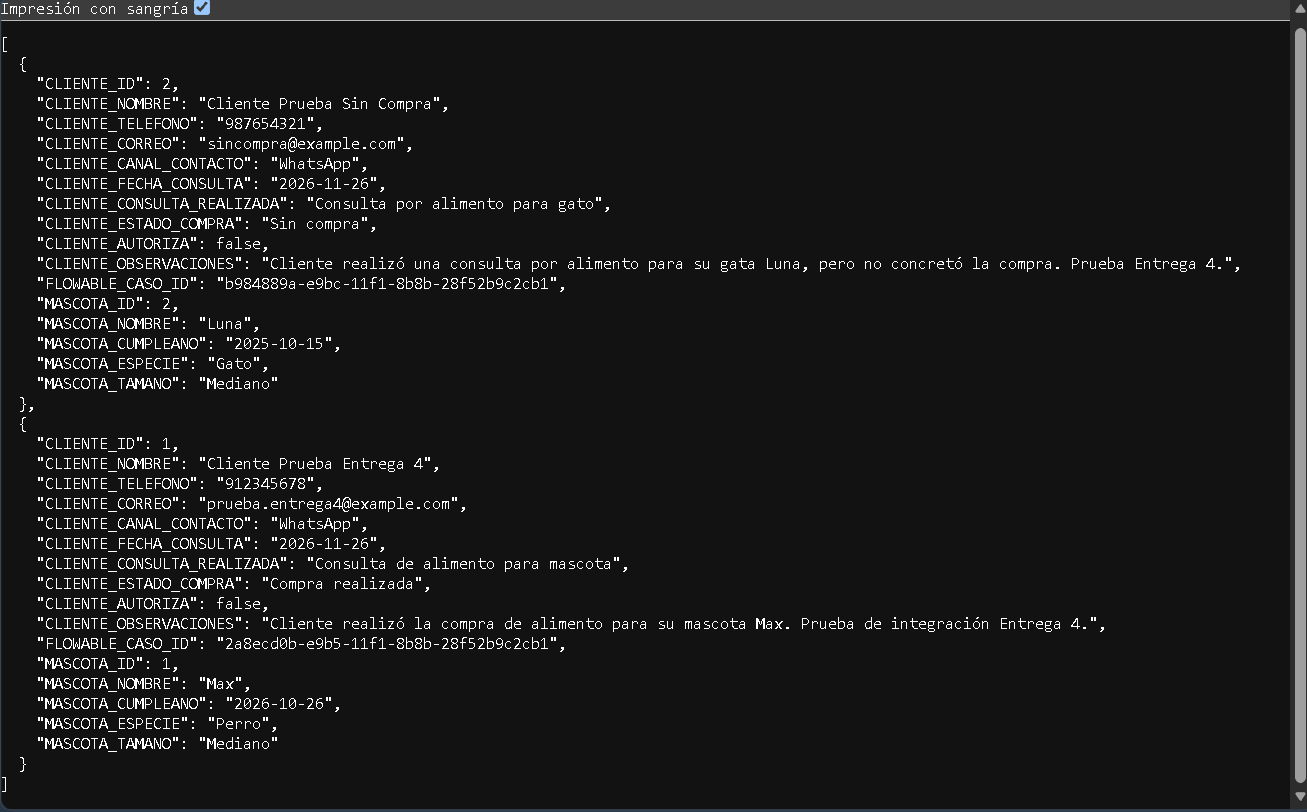 Impresión con sangría
[
  {
    "CLIENTE_ID": 2,
    "CLIENTE_NOMBRE": "Cliente Prueba Sin Compra",
    "CLIENTE_TELEFONO": "987654321",
    "CLIENTE_CORREO": "sincompra@example.com",
    "CLIENTE_CANAL_CONTACTO": "WhatsApp",
    "CLIENTE_FECHA_CONSULTA": "2026-11-26",
    "CLIENTE_CONSULTA_REALIZADA": "Consulta por alimento para gato",
    "CLIENTE_ESTADO_COMPRA": "Sin compra",
    "CLIENTE_AUTORIZA": false,
    "CLIENTE_OBSERVACIONES": "Cliente realizó una consulta por alimento para su gata Luna, pero no concretó la compra. Prueba Entrega 4.",
    "FLOWABLE_CASO_ID": "b984889a-e9bc-11f1-8b8b-28f52b9c2cb1",
    "MASCOTA_ID": 2,
    "MASCOTA_NOMBRE": "Luna",
    "MASCOTA_CUMPLEANO": "2025-10-15",
    "MASCOTA_ESPECIE": "Gato",
    "MASCOTA_TAMANO": "Mediano"
  },
  {
    "CLIENTE_ID": 1,
    "CLIENTE_NOMBRE": "Cliente Prueba Entrega 4",
    "CLIENTE_TELEFONO": "912345678",
    "CLIENTE_CORREO": "prueba.entrega4@example.com",
    "CLIENTE_CANAL_CONTACTO": "WhatsApp",
    "CLIENTE_FECHA_CONSULTA": "2026-11-26",
    "CLIENTE_CONSULTA_REALIZADA": "Consulta de alimento para mascota",
    "CLIENTE_ESTADO_COMPRA": "Compra realizada",
    "CLIENTE_AUTORIZA": false,
    "CLIENTE_OBSERVACIONES": "Cliente realizó la compra de alimento para su mascota Max. Prueba de integración Entrega 4.",
    "FLOWABLE_CASO_ID": "2a8ecd0b-e9b5-11f1-8b8b-28f52b9c2cb1",
    "MASCOTA_ID": 1,
    "MASCOTA_NOMBRE": "Max",
    "MASCOTA_CUMPLEANO": "2026-10-26",
    "MASCOTA_ESPECIE": "Perro",
    "MASCOTA_TAMANO": "Mediano"
  }
]